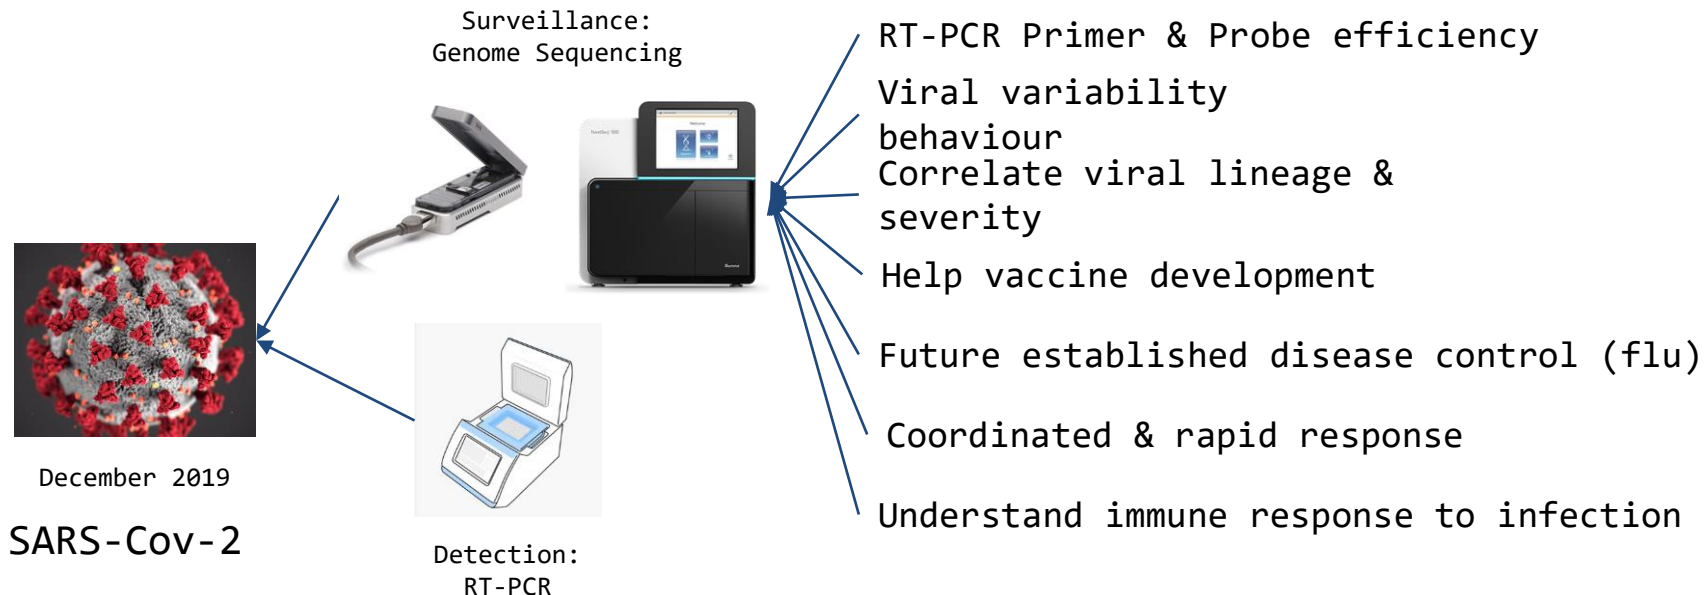 Surveillance:
Genome Sequencing
December 2019
SARS-Cov-2
Detection:
RT-PCR
RT-PCR Primer & Probe efficiency
Viral variability
behaviour
Correlate viral lineage &
severity
Help vaccine development
Future established disease control (flu)
Coordinated & rapid response
Understand immune response to infection